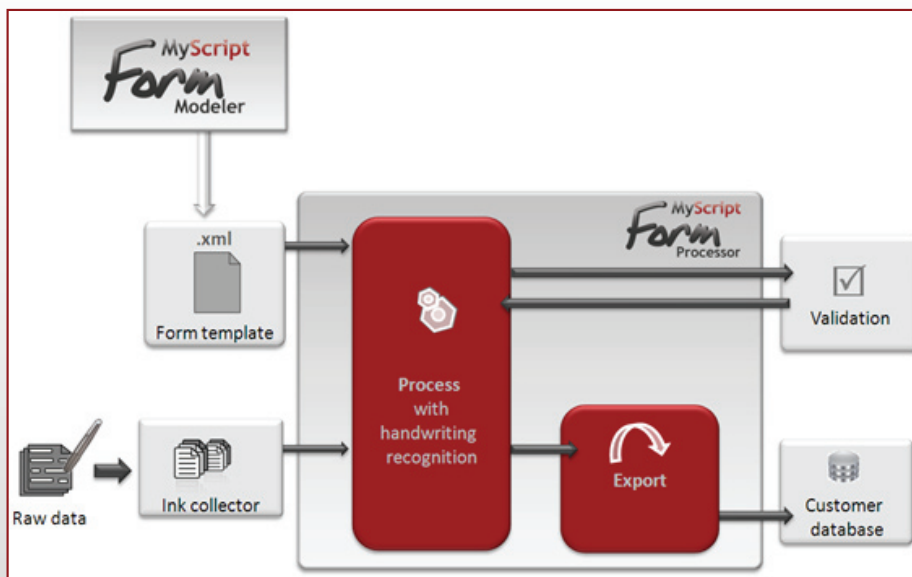 MyScript
Form
Modeler
MyScript
Form
Processor
.xml
Form template
Validation
Process
with
handwriting
recognition
Export
Raw data
Ink collector
Customer
database